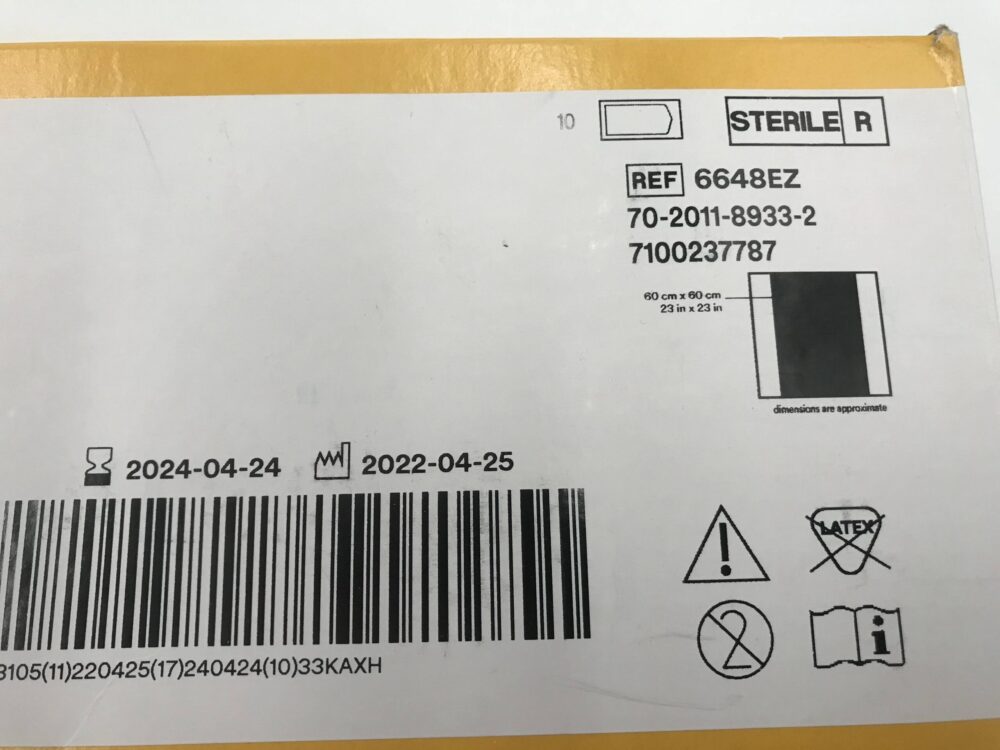 10
STERILE R
REF 6648EZ
70-2011-8933-2
7100237787
60 cm x 60 cm
23 in x 23 in
dimensions are approximate
2024-04-24 2022-04-25
LATEX
2
i
3105(11)220425(17)240424(10)33KAXH